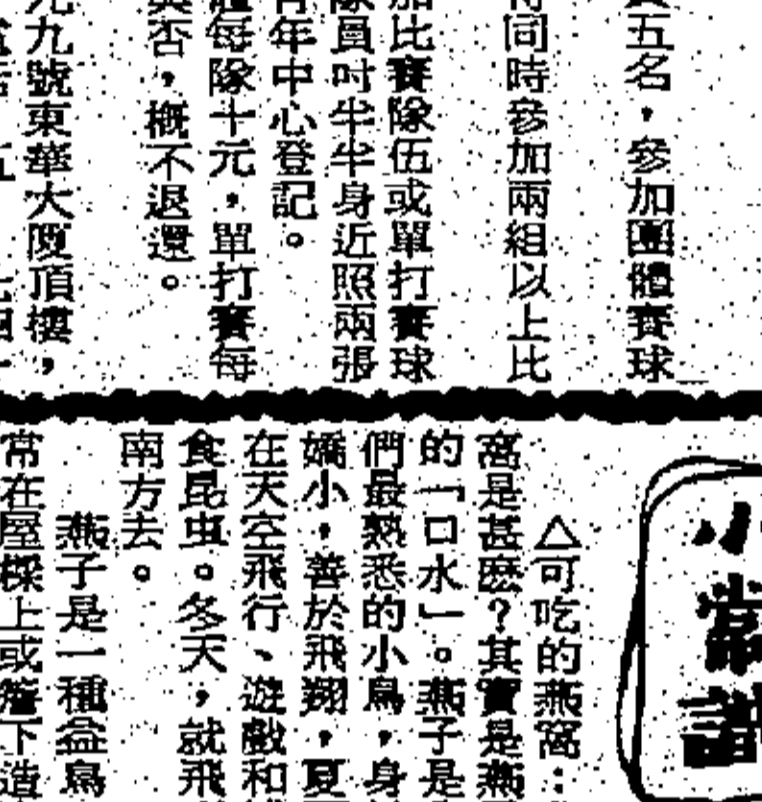 五名，參加團體賽球
同時參加兩組以上比
加比賽隊伍或單打賽球
隊員吋半半身近照兩張
青年中心登記。
體每隊十元，單打賽每
與否，概不退還。
九號東華大廈頂樓，
小常識
△可吃的燕窩：
窩是甚麽？其實是燕
的「口水」。燕子是
們最熟悉的小鳥，身
嬌小，善於飛翔，夏
在天空飛行、遊戲和
食昆虫。冬天，就飛
南方去。
燕子是一種益鳥
常在屋樑上或簷下造